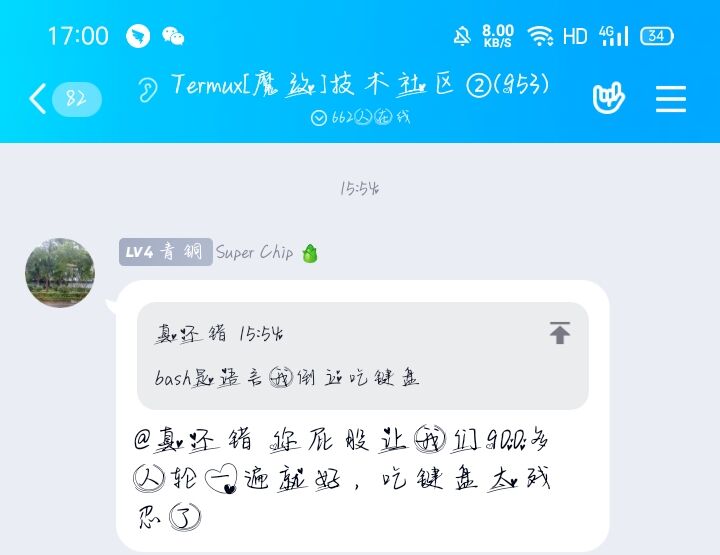 17:00 8.00 KB/S HD 4G 34
82 Termux[魔改]技术社区②(953)
662人在线
15:54
LV4 青铜 Super Chip
真不错 15:54
bash是语言我倒立吃键盘
@真不错 你屁股让我们900多
人轮一遍就好，吃键盘太残
忍了